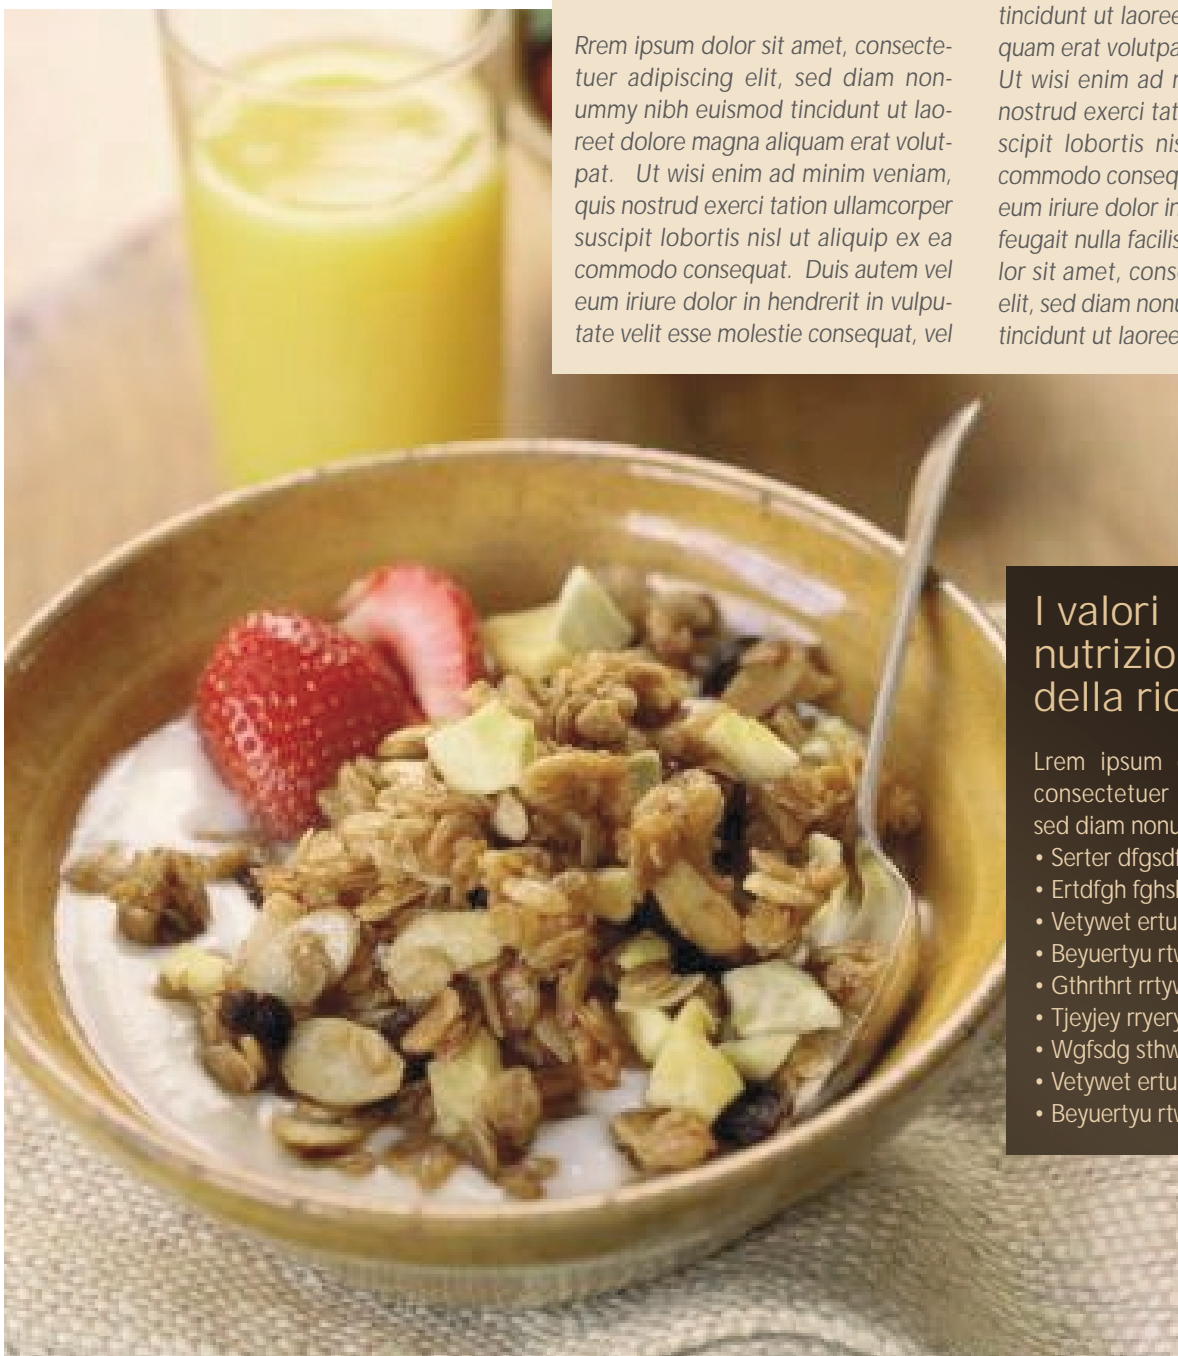 Rrem ipsum dolor sit amet, consecte-
tuer adipiscing elit, sed diam non-
ummy nibh euismod tincidunt ut lao-
reet dolore magna aliquam erat volut-
pat. Ut wisi enim ad minim veniam,
quis nostrud exerci tation ullamcorper
suscipit lobortis nisl ut aliquip ex ea
commodo consequat. Duis autem vel
eum iriure dolor in hendrerit in vulpu-
tate velit esse molestie consequat, vel
tincidunt ut laoree
quam erat volutpa
Ut wisi enim ad
nostrud exerci tat
scipit lobortis nis
commodo conseq
eum iriure dolor in
feugait nulla facilis
lor sit amet, cons
elit, sed diam nonu
tincidunt ut laoree
I valori
nutrizio
della ric
Lrem ipsum
consectetuer
sed diam nonu
• Serter dfgsdf
• Ertdfgh fghs
• Vetywet ertu
• Beyuertyu rt
• Gthrthrt rrty
• Tjeyjey rryery
• Wgfsdg sthw
• Vetywet ertu
• Beyuertyu rt